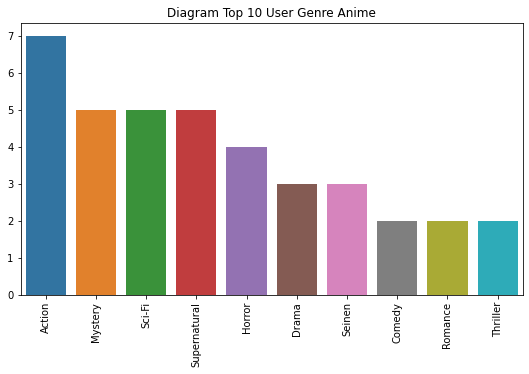 Diagram Top 10 User Genre Anime
7
6
5
4
3
2
1
0
Action
Mystery
Sci-Fi
Supernatural
Horror
Drama
Seinen
Comedy
Romance
Thriller